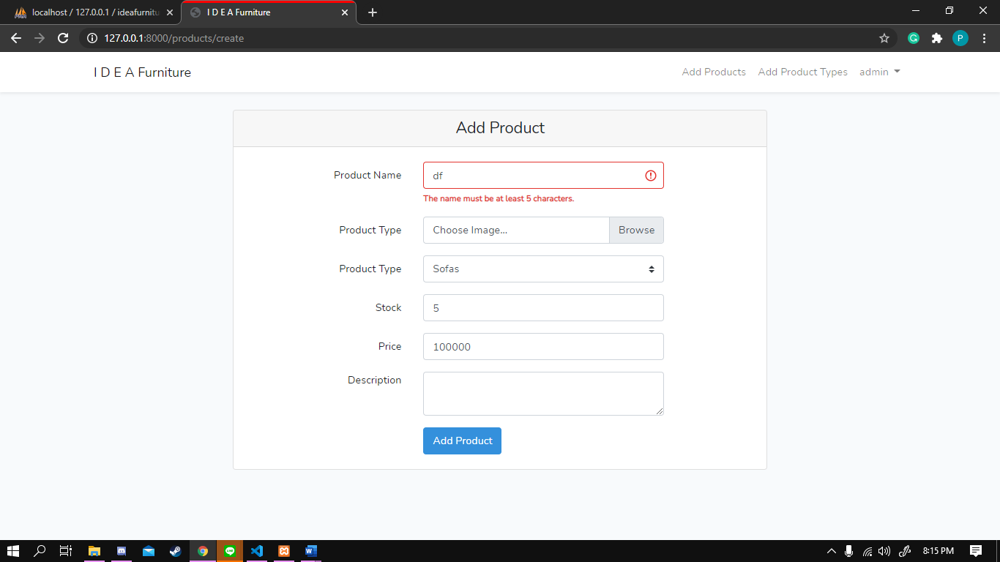 localhost / 127.0.0.1 / ideafurnitu
I D E A Furniture
127.0.0.1:8000/products/create
P
I D E A Furniture
Add Products
Add Product Types
admin
Add Product
Product Name
df
The name must be at least 5 characters.
Product Type
Choose Image...
Browse
Product Type
Sofas
Stock
5
Price
100000
Description
Add Product
8:15 PM